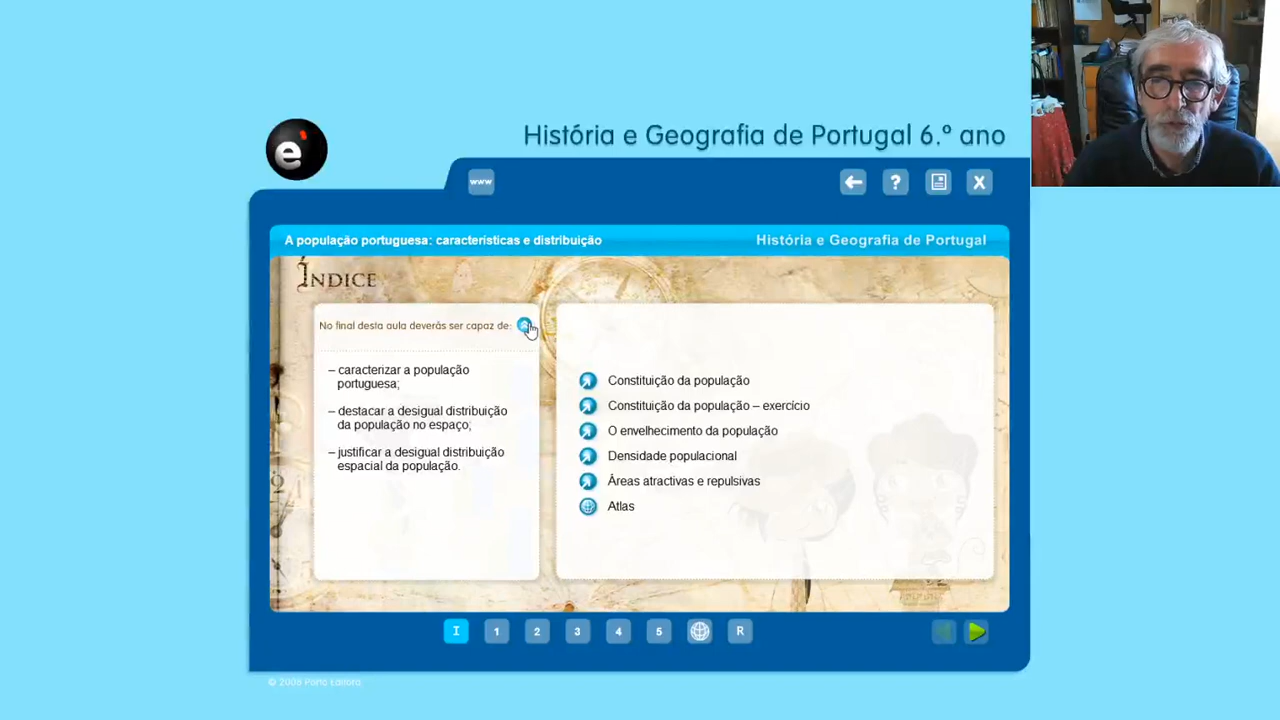 História e Geografia de Portugal 6.º ano
e
www
?
X
A população portuguesa: características e distribuição
História e Geografia de Portugal
ÍNDICE
No final desta aula deverás ser capaz de:
– caracterizar a população
portuguesa;
– destacar a desigual distribuição
da população no espaço;
– justificar a desigual distribuição
espacial da população.
Constituição da população
Constituição da população – exercício
O envelhecimento da população
Densidade populacional
Áreas atractivas e repulsivas
Atlas
I 1 2 3 4 5 R
© 2008 Porto Editora